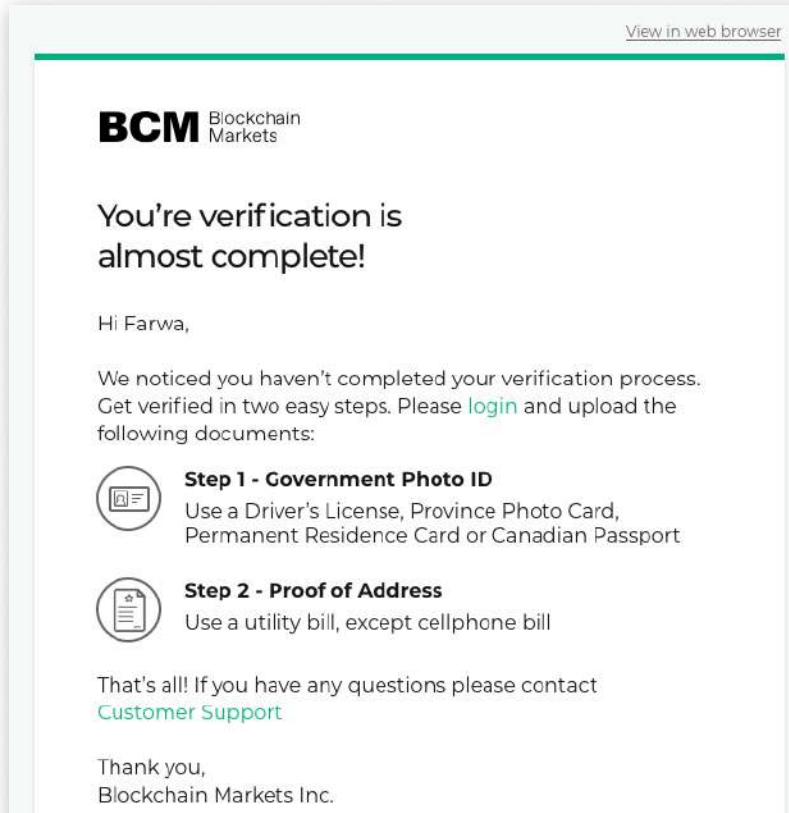 View in web browser
BCM Blockchain
Markets
You're verification is
almost complete!
Hi Farwa,
We noticed you haven't completed your verification process.
Get verified in two easy steps. Please login and upload the
following documents:
Step 1 - Government Photo ID
Use a Driver's License, Province Photo Card,
Permanent Residence Card or Canadian Passport
Step 2 - Proof of Address
Use a utility bill, except cellphone bill
That's all! If you have any questions please contact
Customer Support
Thank you,
Blockchain Markets Inc.